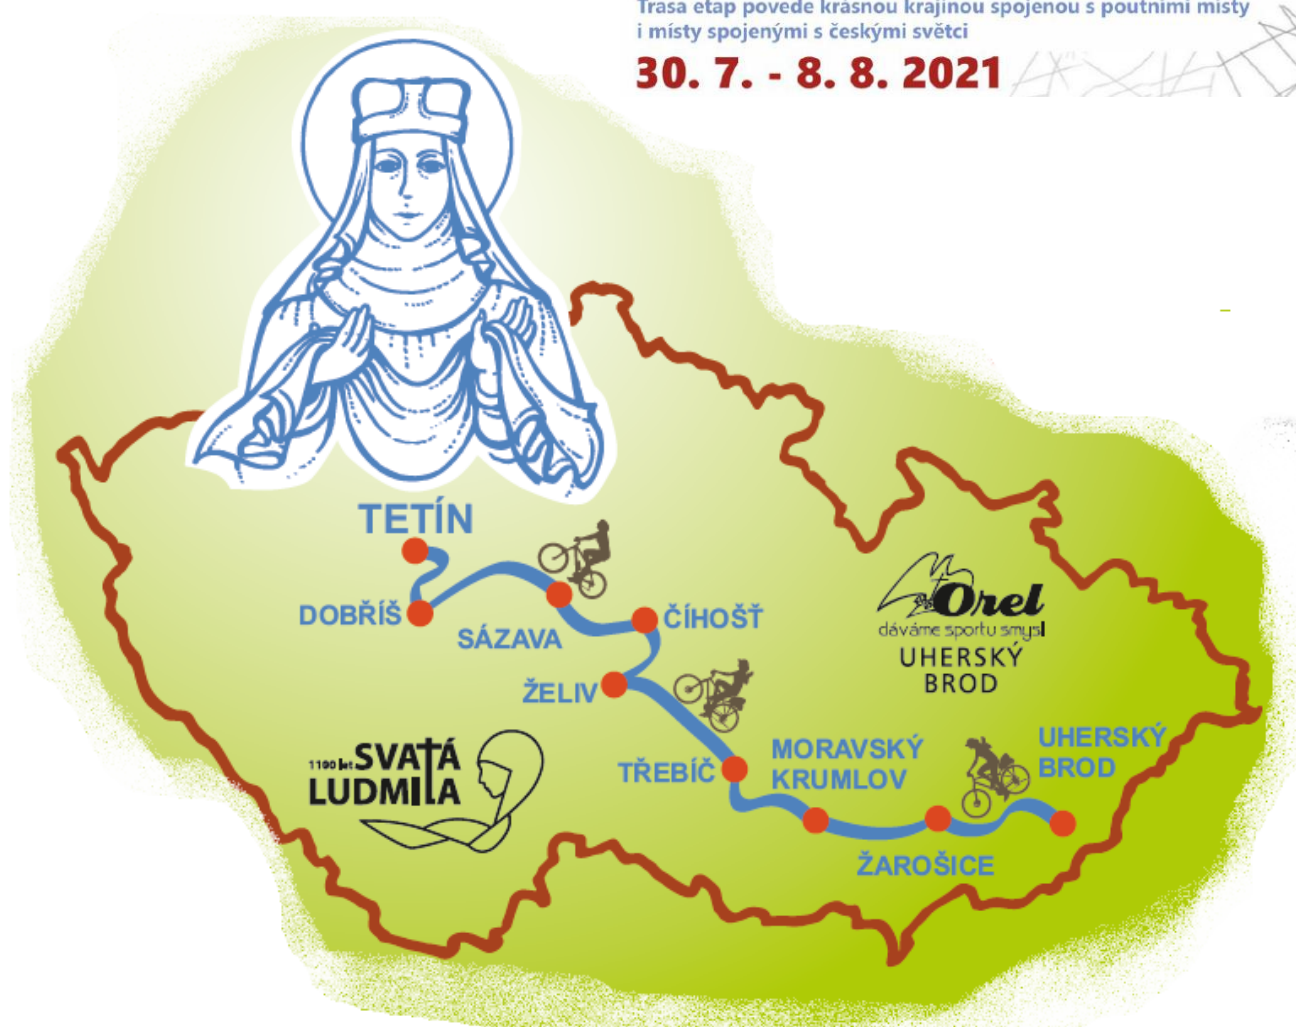 Trasa etap povede krásnou krajinou spojenou s poutními místy
i místy spojenými s českými světci
30. 7. - 8. 8. 2021
TETÍN
DOBŘÍŠ
SÁZAVA
ČÍHOŠŤ
ŽELIV
Orel
dáváme sportu smysl
UHERSKÝ
BROD
1190 let SVATÁ
LUDMILA
TŘEBÍČ
MORAVSKÝ
KRUMLOV
UHERSKÝ
BROD
ŽAROŠICE